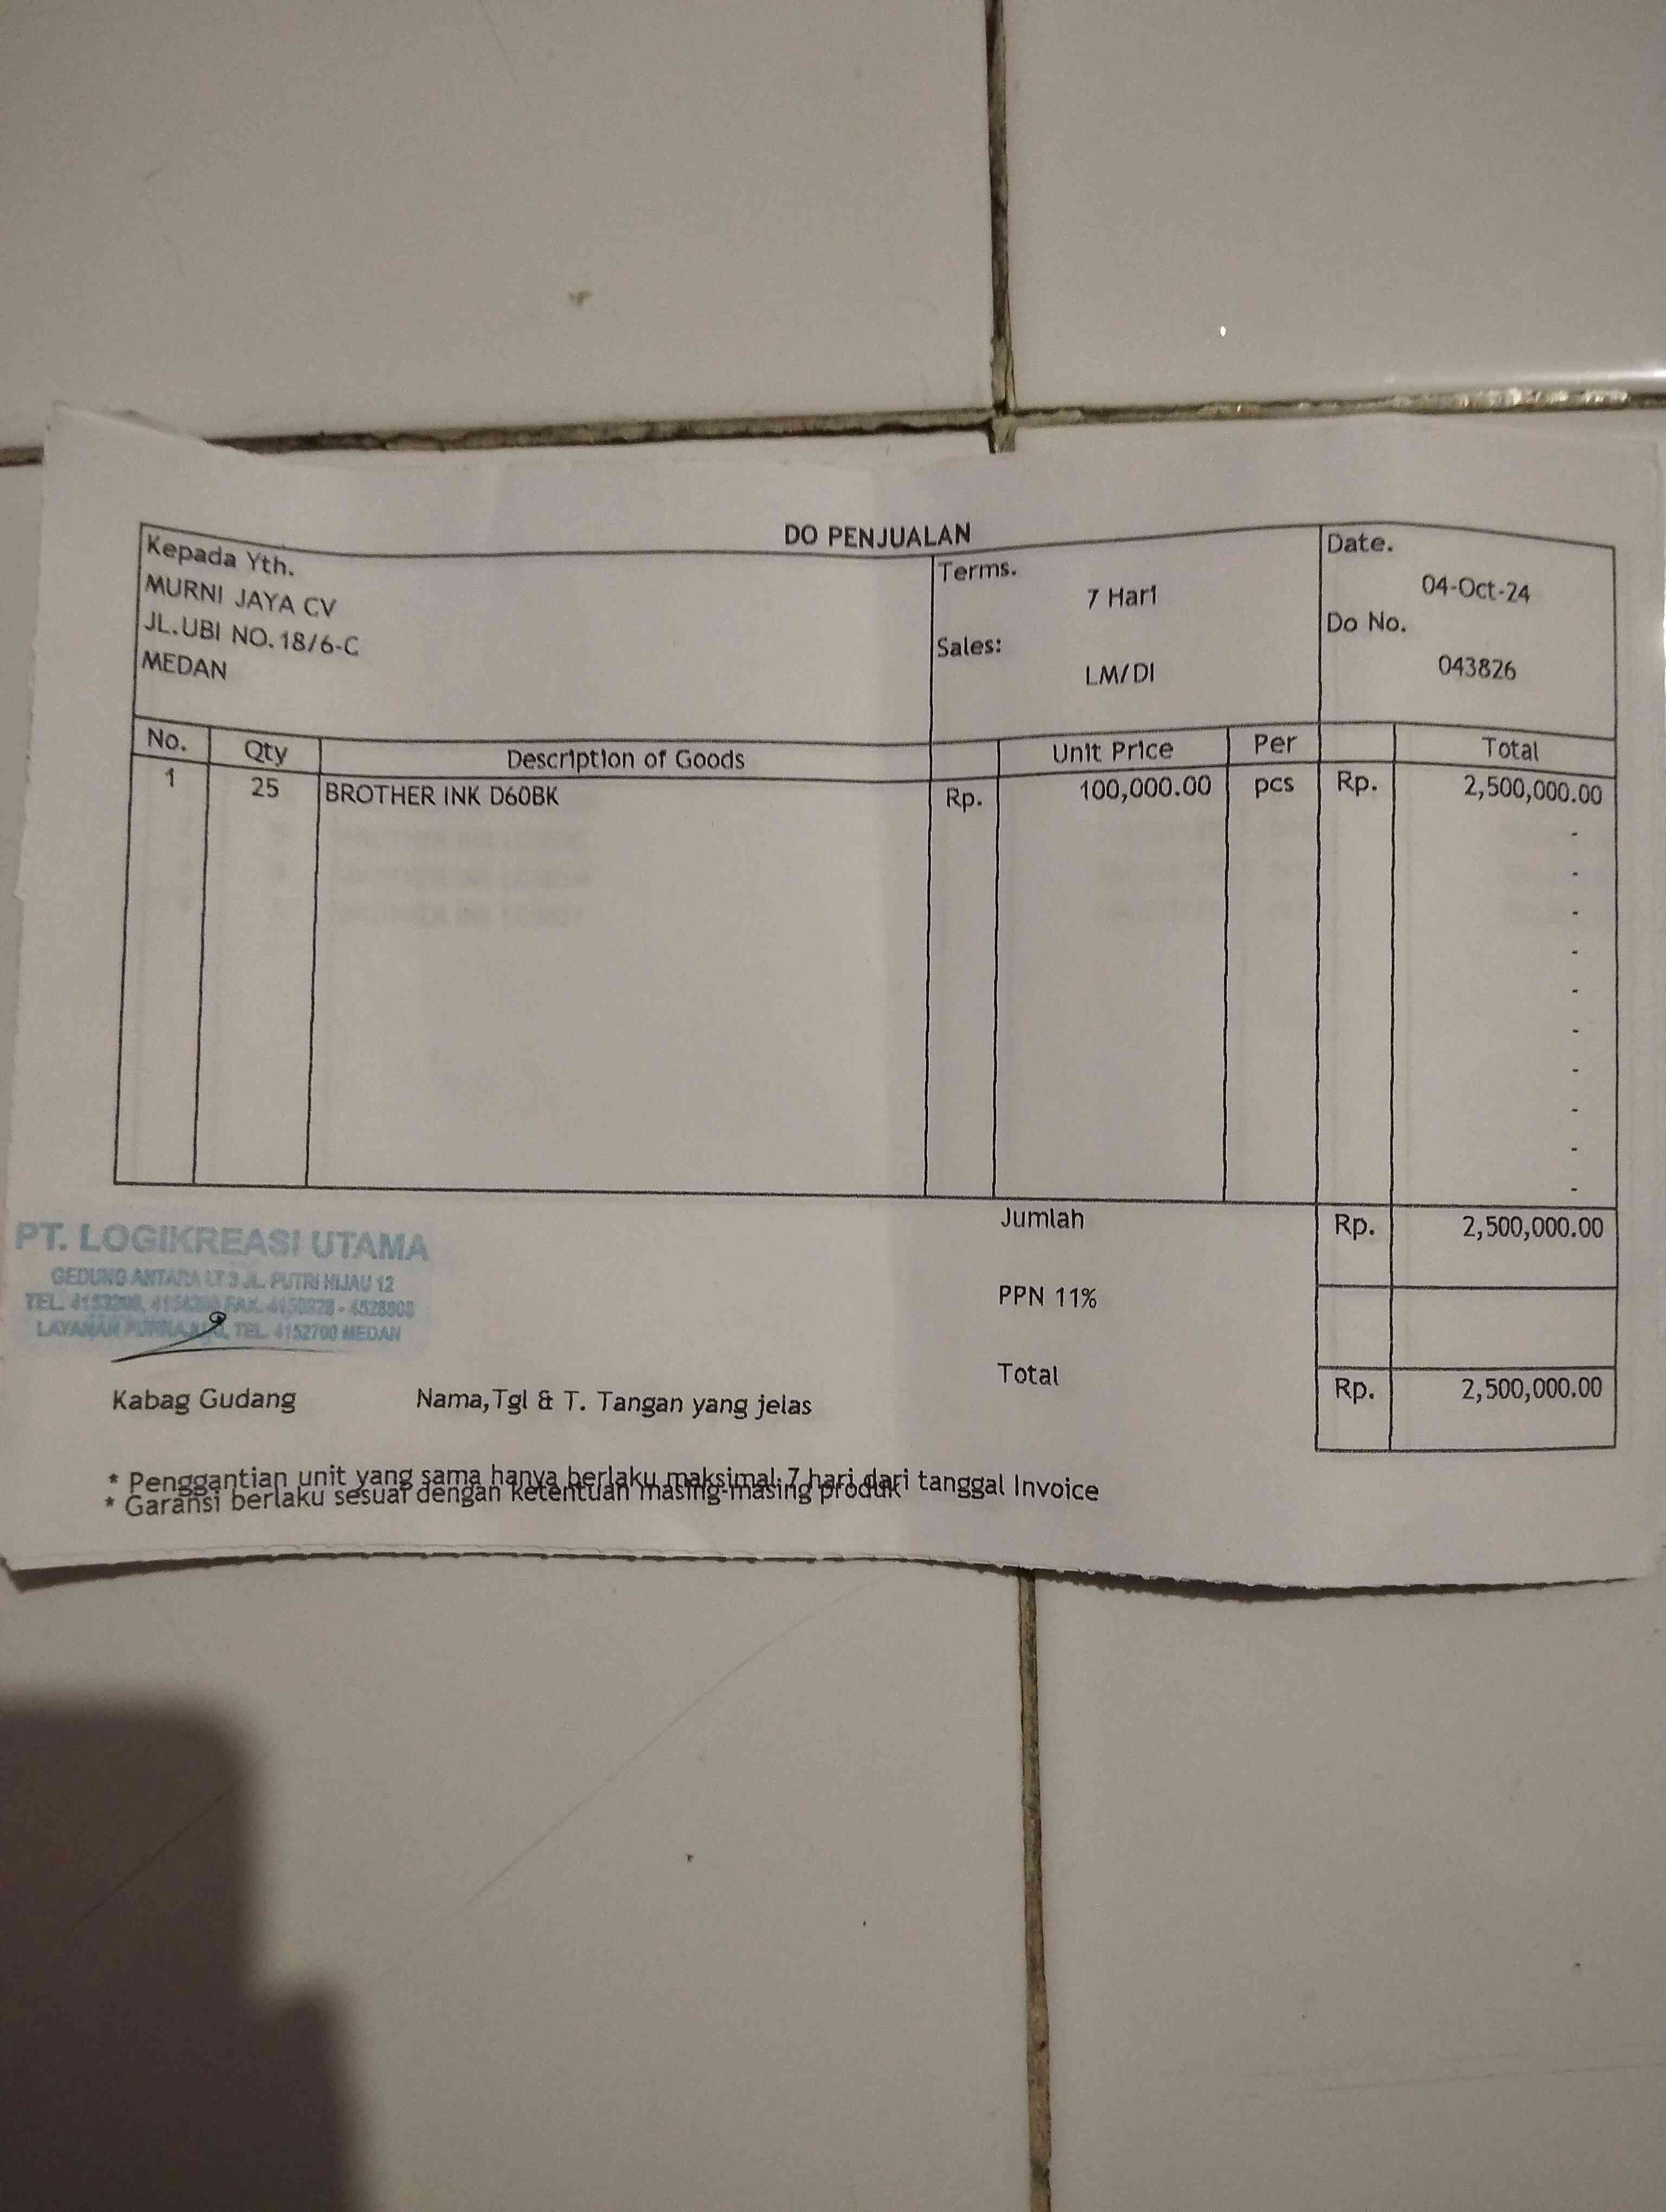 DO PENJUALAN
Kepada Yth.
MURNI JAYA CV
JL.UBI NO.18/6-C
MEDAN
Terms.
7 Hari
Sales:
LM/DI
Date.
04-Oct-24
Do No.
043826
No. Qty Description of Goods Unit Price Per Total
1 25 BROTHER INK D60BK Rp. 100,000.00 pcs Rp. 2,500,000.00
-
-
-
-
-
-
-
-
-
-
Jumlah Rp. 2,500,000.00
PPN 11%
Total Rp. 2,500,000.00
PT. LOGIKREASI UTAMA
GEDUNG ANTARA LT 3 JL. PUTRI HIJAU 12
TEL. FAX.
LAYANAN TEL. 4152700 MEDAN
Kabag Gudang Nama,Tgl & T. Tangan yang jelas
* Penggantian unit yang sama hanya berlaku maksimal 7 hari dari tanggal Invoice
* Garansi berlaku sesuai dengan ketentuan masing-masing produk